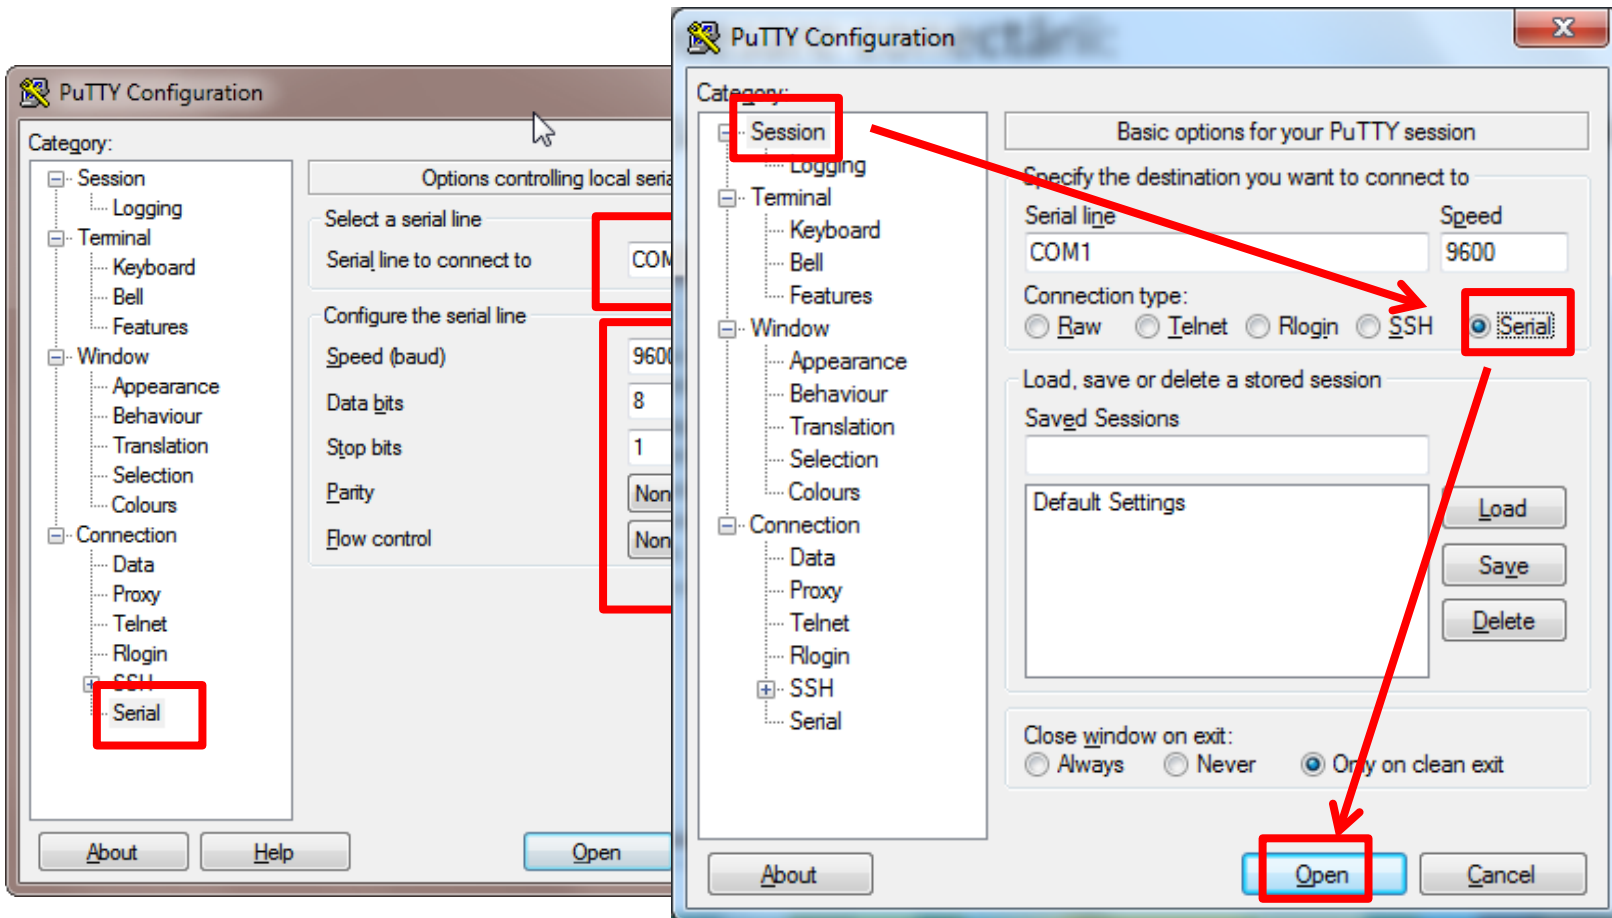 PuTTY Configuration
Category:
Session
Logging
Terminal
Keyboard
Bell
Features
Window
Appearance
Behaviour
Translation
Selection
Colours
Connection
Data
Proxy
Telnet
Rlogin
SSH
Serial
Options controlling local seria
Select a serial line
Serial line to connect to COM
Configure the serial line
Speed (baud) 9600
Data bits 8
Stop bits 1
Parity Non
Flow control Non
About Help Open
PuTTY Configuration
Category:
Session
Logging
Terminal
Keyboard
Bell
Features
Window
Appearance
Behaviour
Translation
Selection
Colours
Connection
Data
Proxy
Telnet
Rlogin
SSH
Serial
Basic options for your PuTTY session
Specify the destination you want to connect to
Serial line Speed
COM1 9600
Connection type:
Raw Telnet Rlogin SSH Serial
Load, save or delete a stored session
Saved Sessions
Default Settings
Load
Save
Delete
Close window on exit:
Always Never Only on clean exit
About Open Cancel